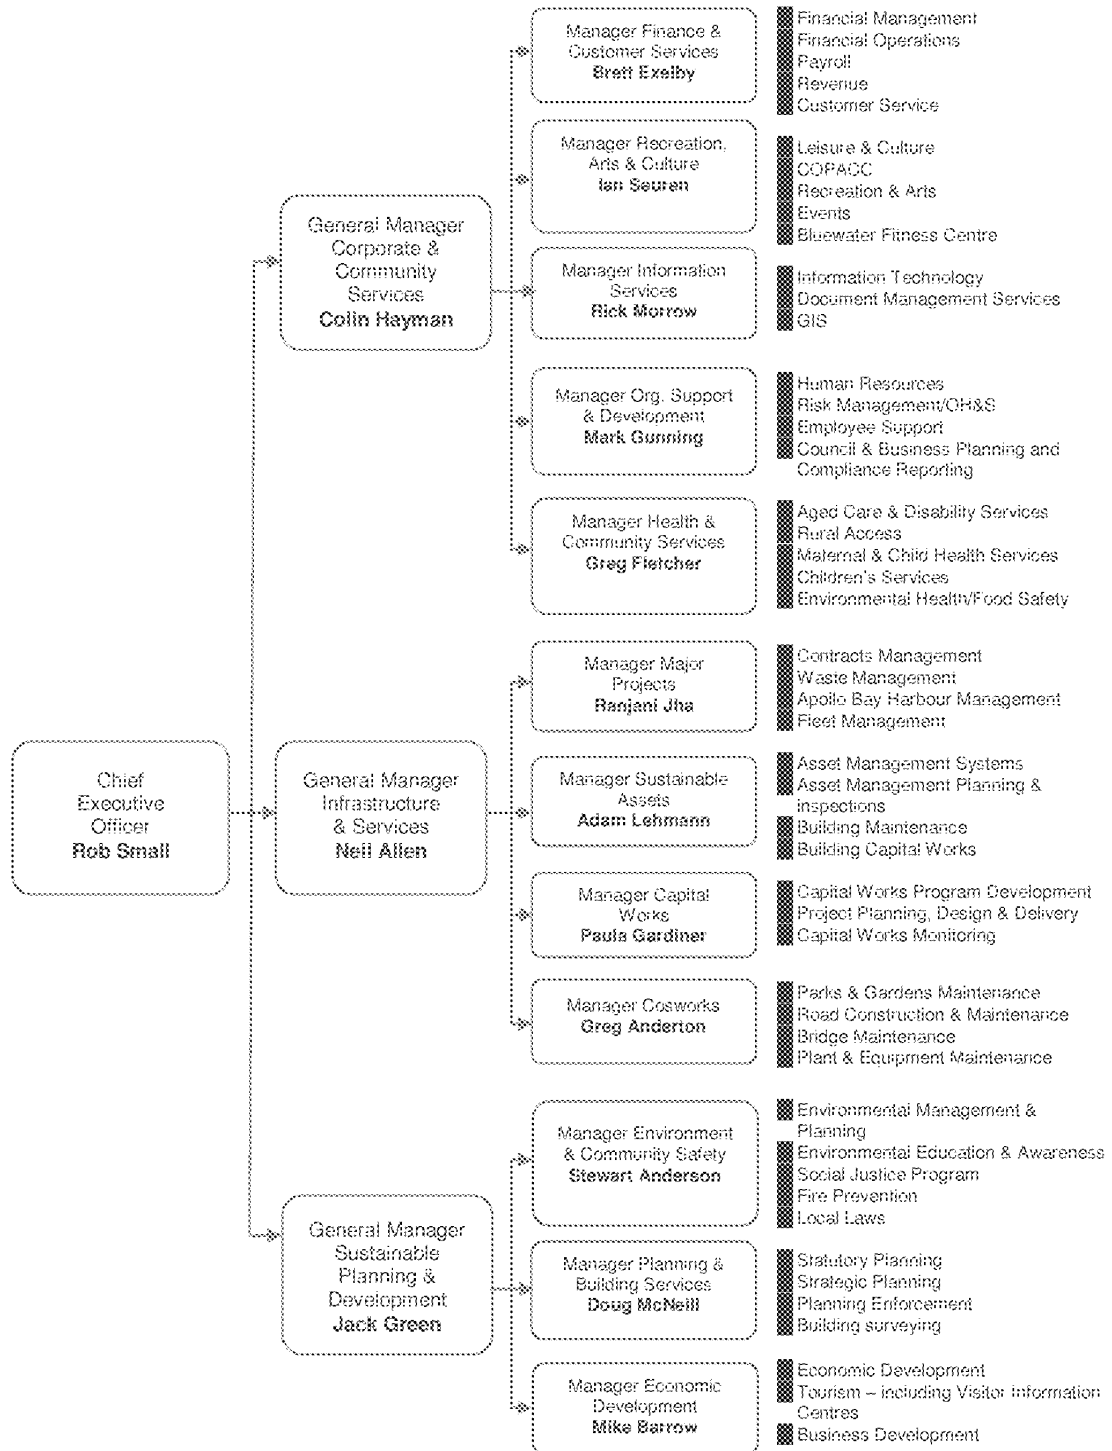 Chief
Executive
Officer
Rob Small
General Manager
Corporate &
Community
Services
Colin Hayman
Manager Finance &
Customer Services
Brett Exelby
Financial Management
Financial Operations
Payroll
Revenue
Customer Service
Manager Recreation,
Arts & Culture
Ian Seuren
Leisure & Culture
COPACC
Recreation & Arts
Events
Bluewater Fitness Centre
Manager Information
Services
Rick Morrow
Information Technology
Document Management Services
GIS
Manager Org. Support
& Development
Mark Gunning
Human Resources
Risk Management/OH&S
Employee Support
Council & Business Planning and
Compliance Reporting
Manager Health &
Community Services
Greg Fletcher
Aged Care & Disability Services
Rural Access
Maternal & Child Health Services
Children's Services
Environmental Health/Food Safety
General Manager
Infrastructure
& Services
Neil Allen
Manager Major
Projects
Ranjani Jha
Contracts Management
Waste Management
Apollo Bay Harbour Management
Fleet Management
Manager Sustainable
Assets
Adam Lehmann
Asset Management Systems
Asset Management Planning &
inspections
Building Maintenance
Building Capital Works
Manager Capital
Works
Paula Gardiner
Capital Works Program Development
Project Planning, Design & Delivery
Capital Works Monitoring
Manager Cosworks
Greg Anderton
Parks & Gardens Maintenance
Road Construction & Maintenance
Bridge Maintenance
Plant & Equipment Maintenance
General Manager
Sustainable
Planning &
Development
Jack Green
Manager Environment
& Community Safety
Stewart Anderson
Environmental Management &
Planning
Environmental Education & Awareness
Social Justice Program
Fire Prevention
Local Laws
Manager Planning &
Building Services
Doug McNeill
Statutory Planning
Strategic Planning
Planning Enforcement
Building surveying
Manager Economic
Development
Mike Barrow
Economic Development
Tourism – including Visitor Information
Centres
Business Development